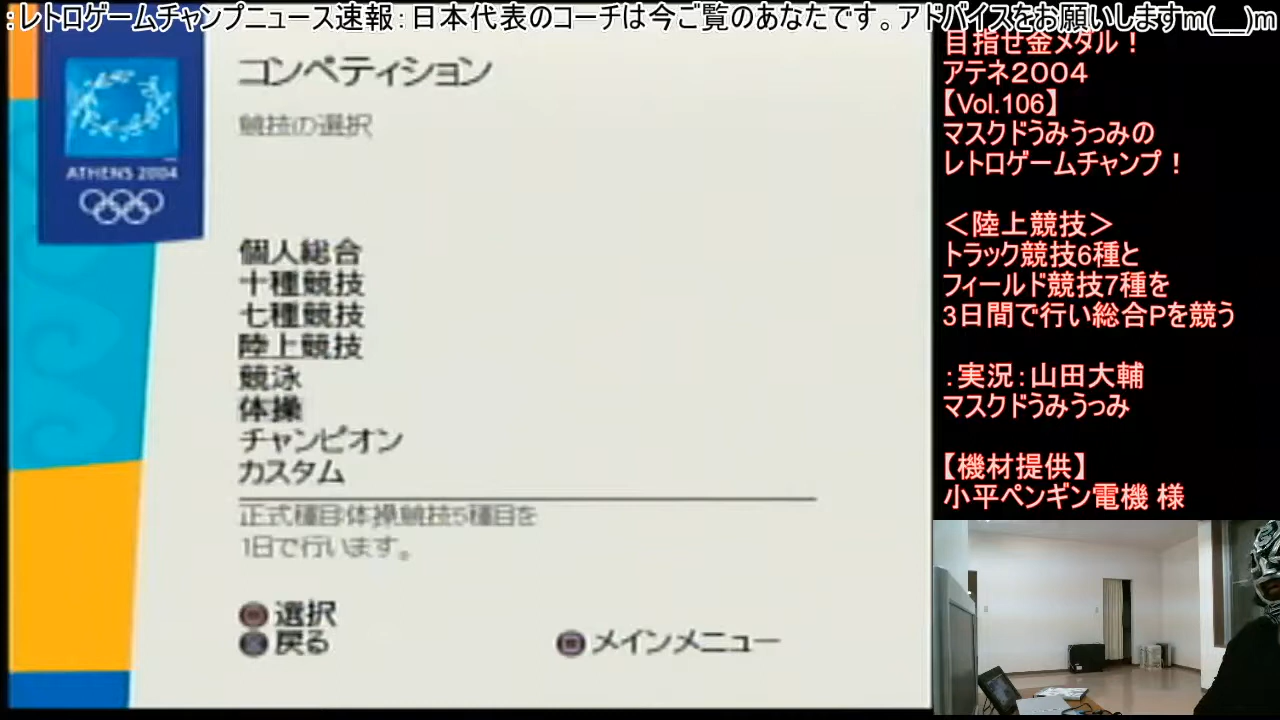 ：レトロゲームチャンプニュース速報：日本代表のコーチは今ご覧のあなたです。アドバイスをお願いしますm(__)m
ATHENS 2004
コンペティション
競技の選択
個人総合
十種競技
七種競技
陸上競技
競泳
体操
チャンピオン
カスタム
正式種目体操競技5種目を
1日で行います。
選択
戻る
メインメニュー
目指せ金メダル！
アテネ2004
【Vol.106】
マスクドうみうっみの
レトロゲームチャンプ！
＜陸上競技＞
トラック競技6種と
フィールド競技7種を
3日間で行い総合Pを競う
：実況：山田大輔
マスクドうみうっみ
【機材提供】
小平ペンギン電機 様